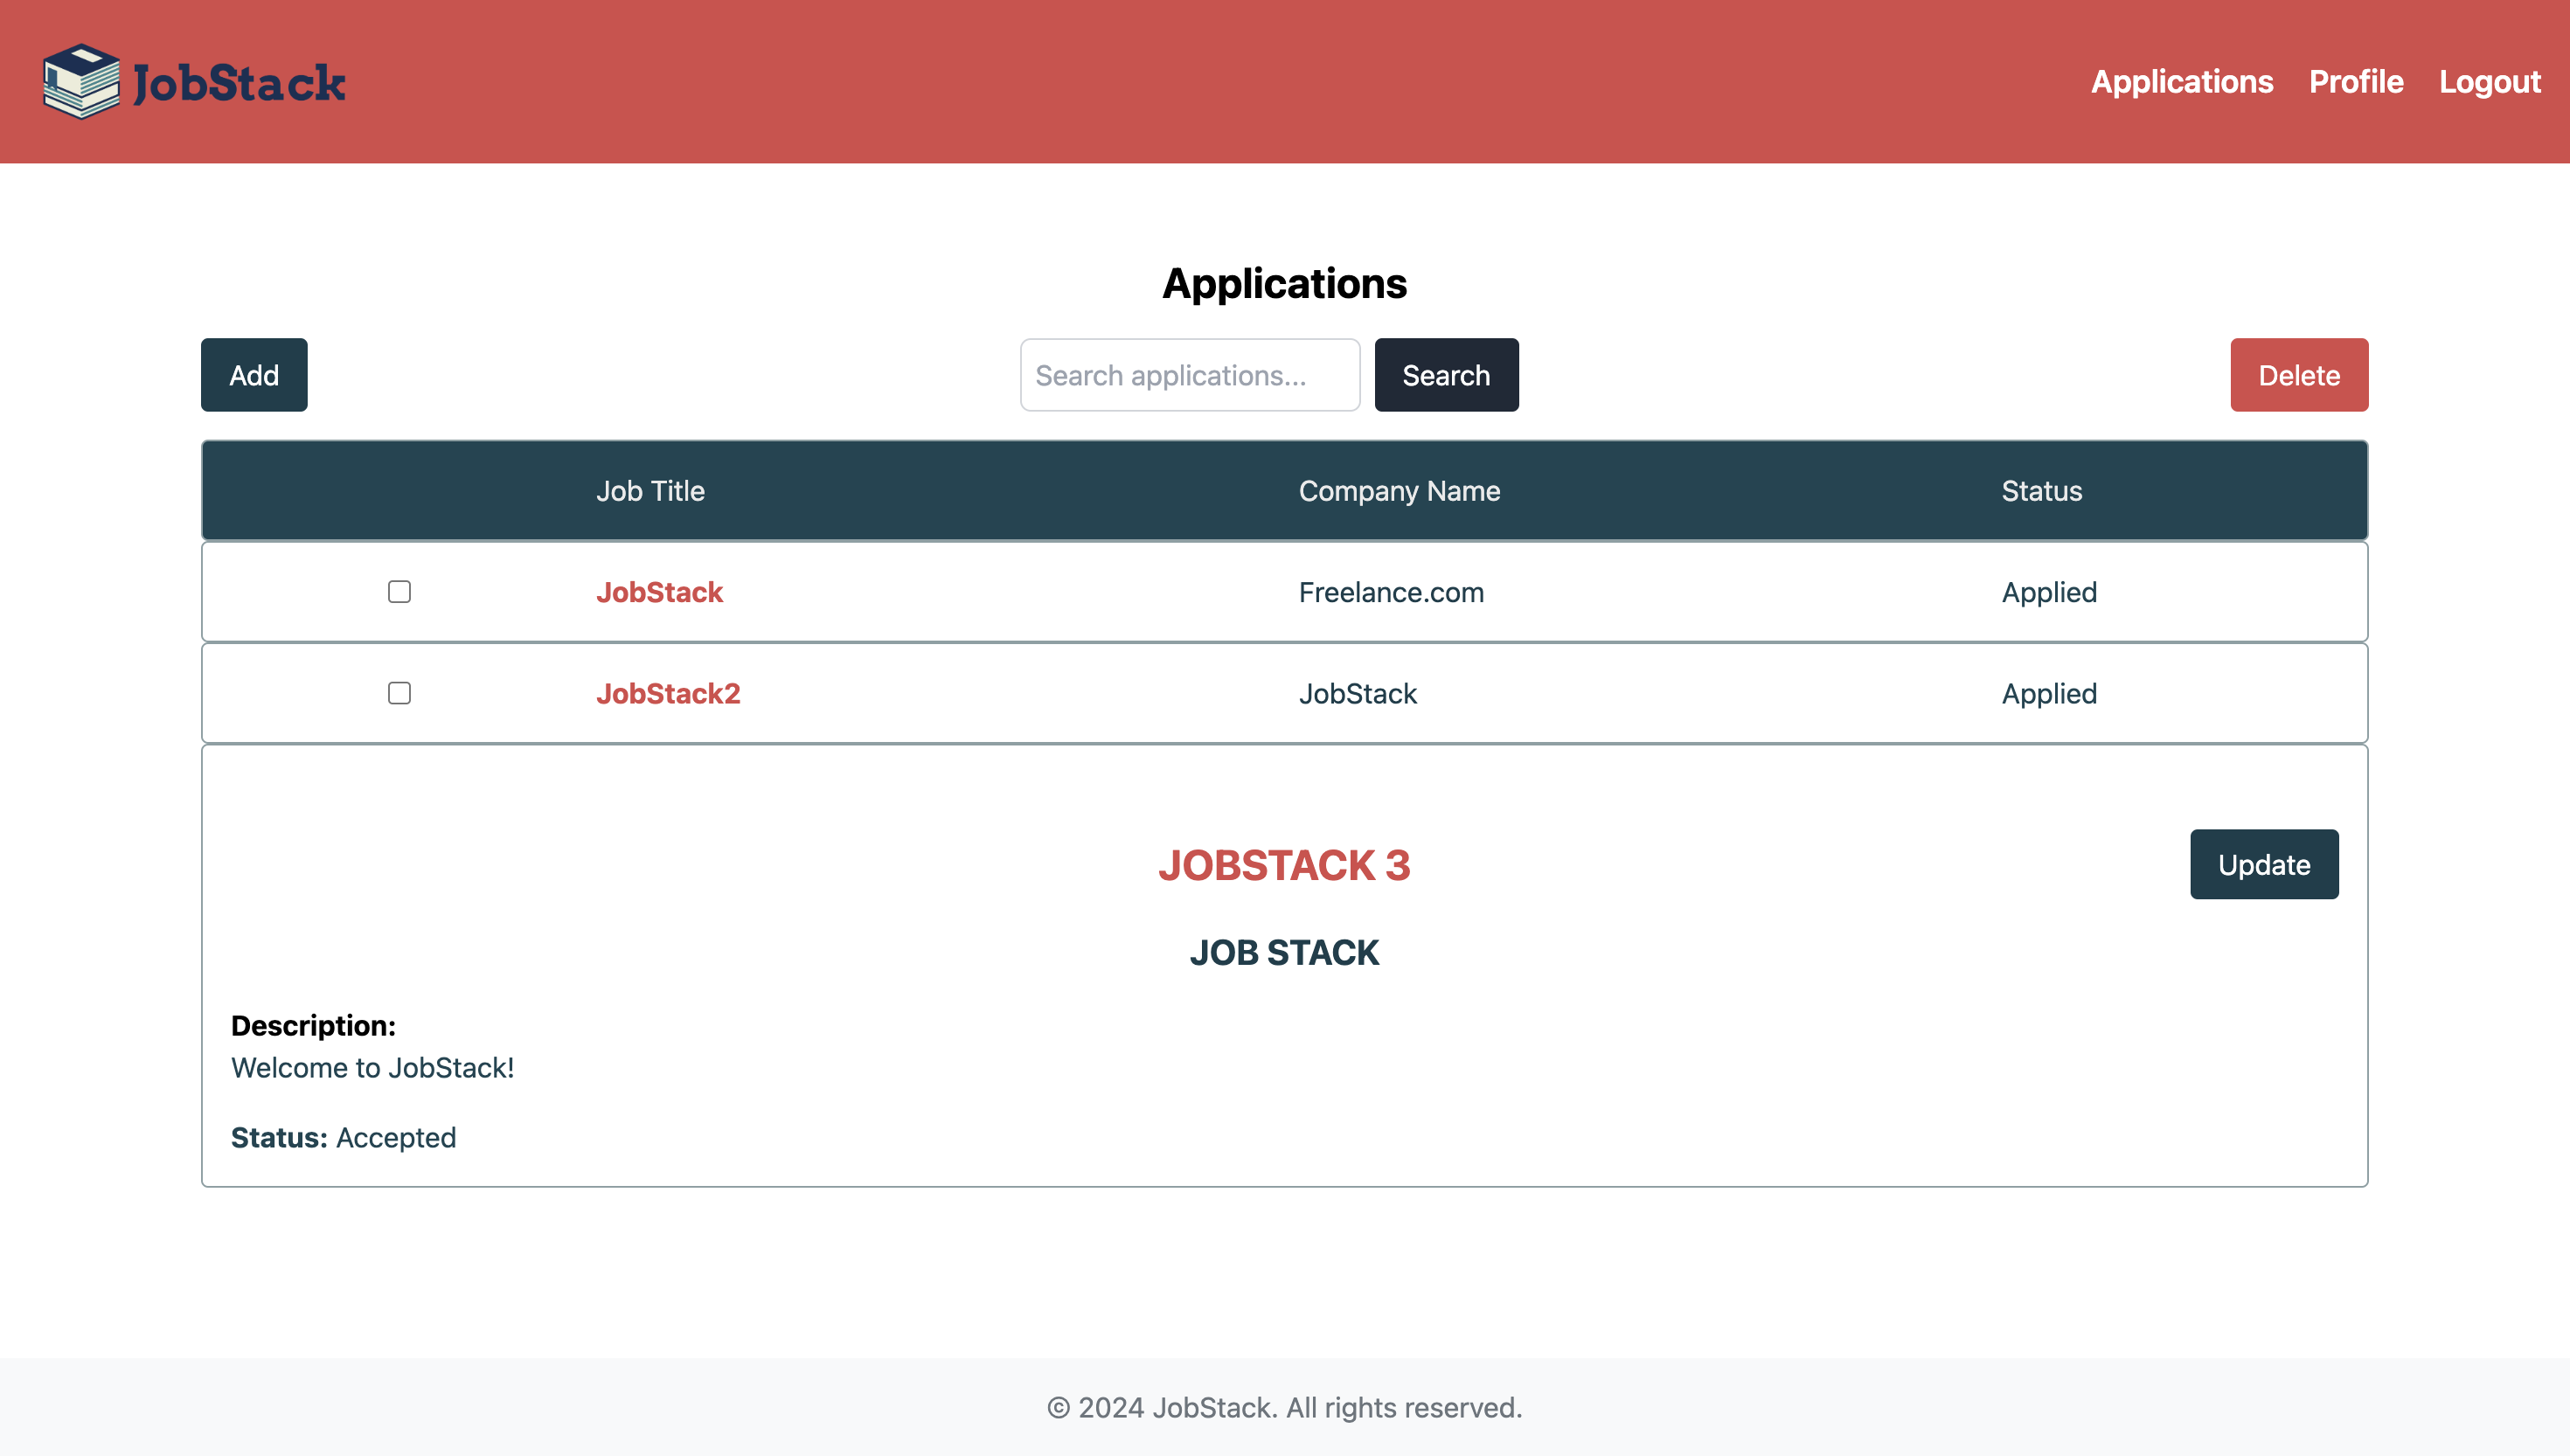 JobStack
Applications Profile Logout
Applications
Add
Search applications...
Search
Delete
Job Title Company Name Status
JobStack Freelance.com Applied
JobStack2 JobStack Applied
JOBSTACK 3
Update
JOB STACK
Description:
Welcome to JobStack!
Status: Accepted
© 2024 JobStack. All rights reserved.